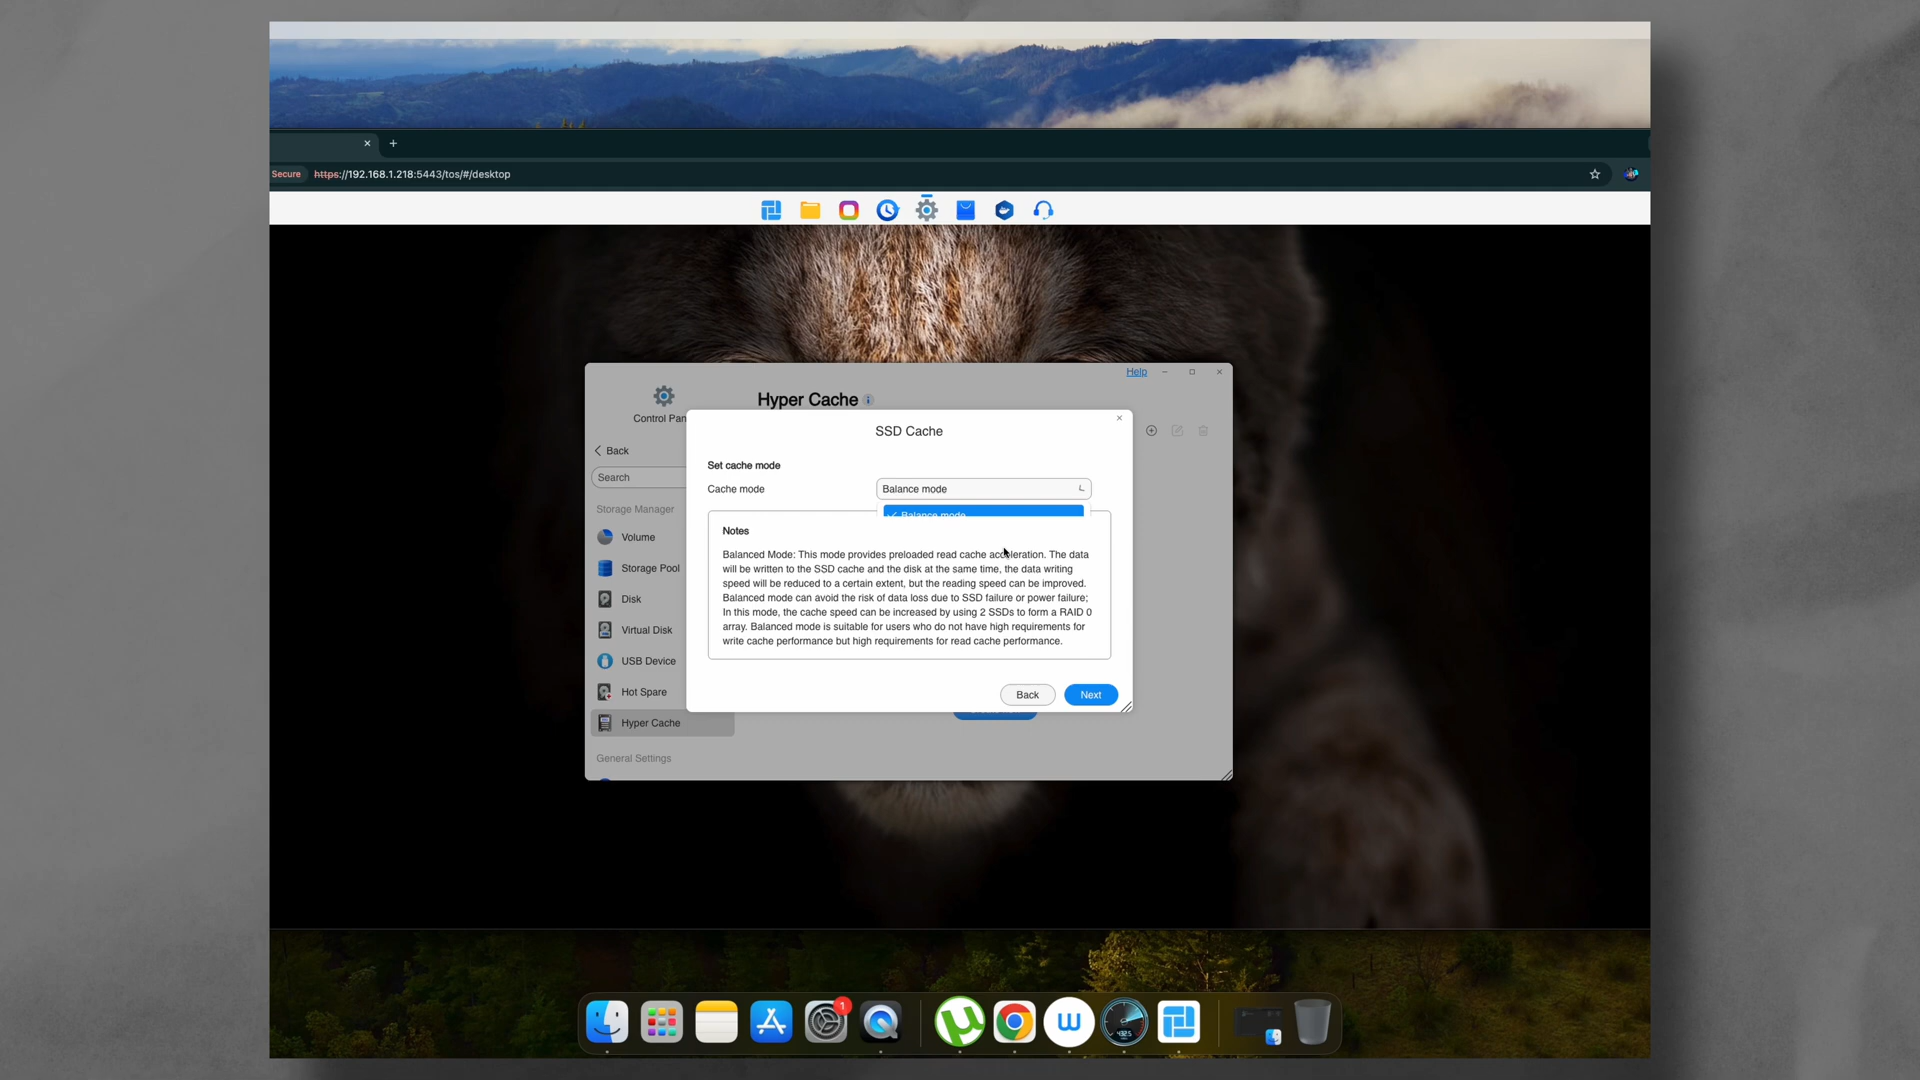 Secure https://192.168.1.218:5443/tos/#/desktop
Help
Control Pan
Hyper Cache
SSD Cache
Back
Search
Set cache mode
Cache mode
Balance mode
Balance mode
Storage Manager
Volume
Storage Pool
Disk
Virtual Disk
USB Device
Hot Spare
Hyper Cache
General Settings
Notes
Balanced Mode: This mode provides preloaded read cache acceleration. The data
will be written to the SSD cache and the disk at the same time, the data writing
speed will be reduced to a certain extent, but the reading speed can be improved.
Balanced mode can avoid the risk of data loss due to SSD failure or power failure;
In this mode, the cache speed can be increased by using 2 SSDs to form a RAID 0
array. Balanced mode is suitable for users who do not have high requirements for
write cache performance but high requirements for read cache performance.
Back
Next
1